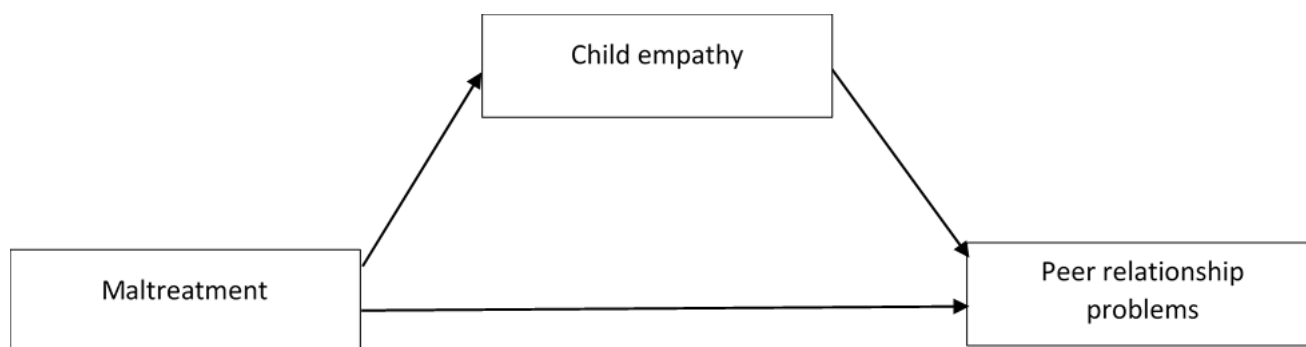 Child empathy
Maltreatment
Peer relationship
problems